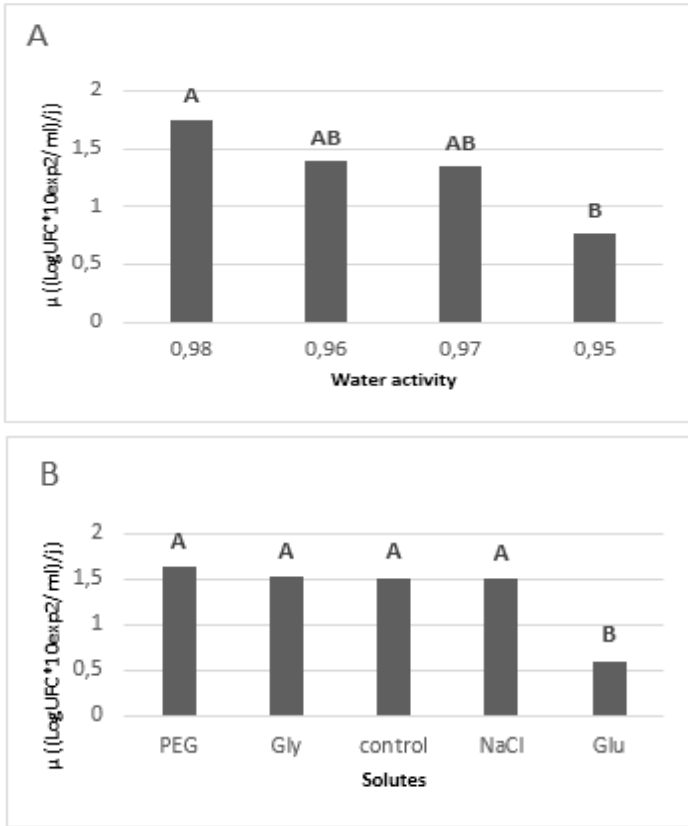 A
μ ((LogUFC*10exp2/ml)/j)
2
1,5
1
0,5
0
A
AB
AB
B
0,98
0,96
0,97
0,95
Water activity
B
μ ((LogUFC*10exp2/ml)/j)
2
1,5
1
0,5
0
A
A
A
A
B
PEG
Gly
control
NaCl
Glu
Solutes